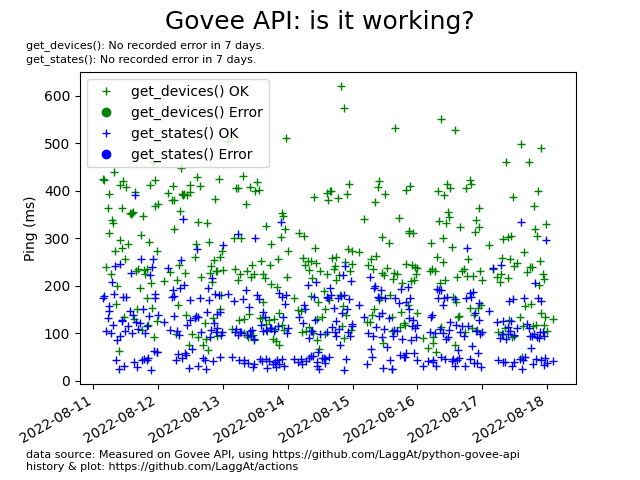 Govee API: is it working?
get_devices(): No recorded error in 7 days.
get_states(): No recorded error in 7 days.
get_devices() OK
get_devices() Error
get_states() OK
get_states() Error
Ping (ms)
600
500
400
300
200
100
0
2022-08-11
2022-08-12
2022-08-13
2022-08-14
2022-08-15
2022-08-16
2022-08-17
2022-08-18
data source: Measured on Govee API, using https://github.com/LaggAt/python-govee-api
history & plot: https://github.com/LaggAt/actions